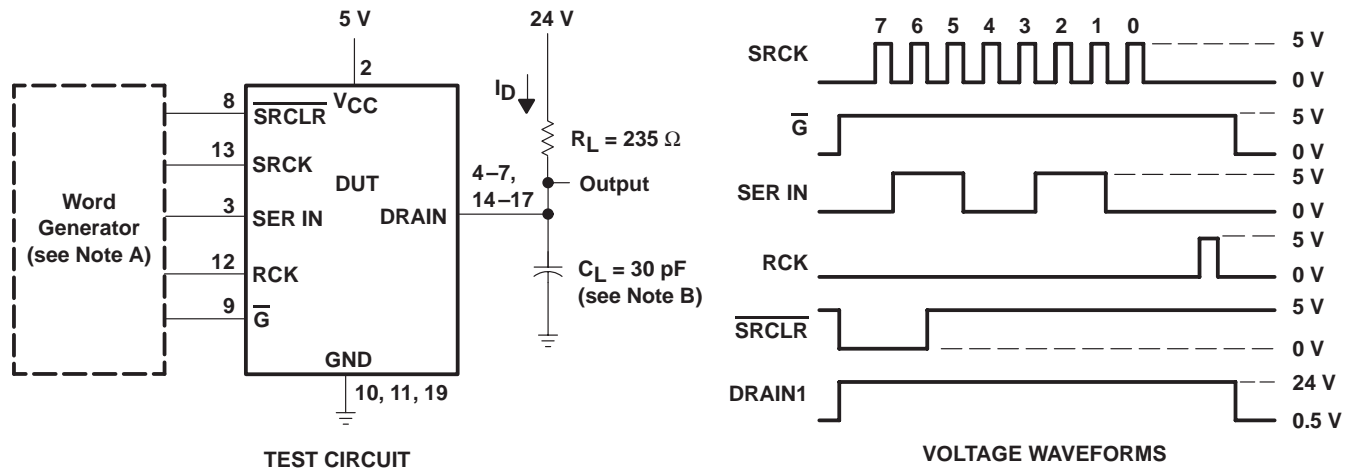 5 V
24 V
2
I_D
8
SRCLR
V_CC
13
SRCK
R_L = 235 Ω
DUT
4–7,
14–17
Output
Word
Generator
(see Note A)
3
SER IN
DRAIN
12
RCK
C_L = 30 pF
(see Note B)
9
G
GND
10, 11, 19
TEST CIRCUIT
7 6 5 4 3 2 1 0
SRCK
5 V
0 V
G
5 V
0 V
SER IN
5 V
0 V
RCK
5 V
0 V
SRCLR
5 V
0 V
DRAIN1
24 V
0.5 V
VOLTAGE WAVEFORMS